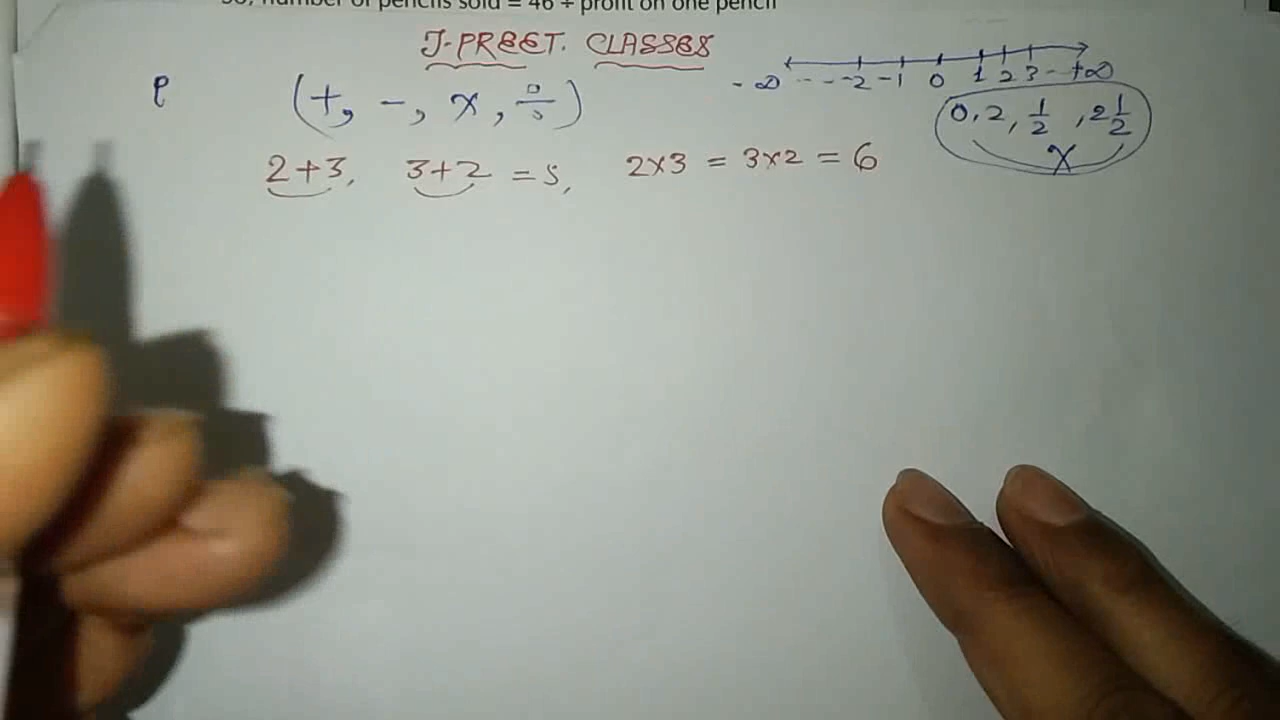 So, number of pencils sold = 46 ÷ profit on one pencil
J-PREET. CLASSES
-∞ ---2 -1 0 1 2 3 - +∞
(+, -, ×, ÷)
0, 2, 1/2, 2 1/2
×
2+3, 3+2 = 5, 2×3 = 3×2 = 6